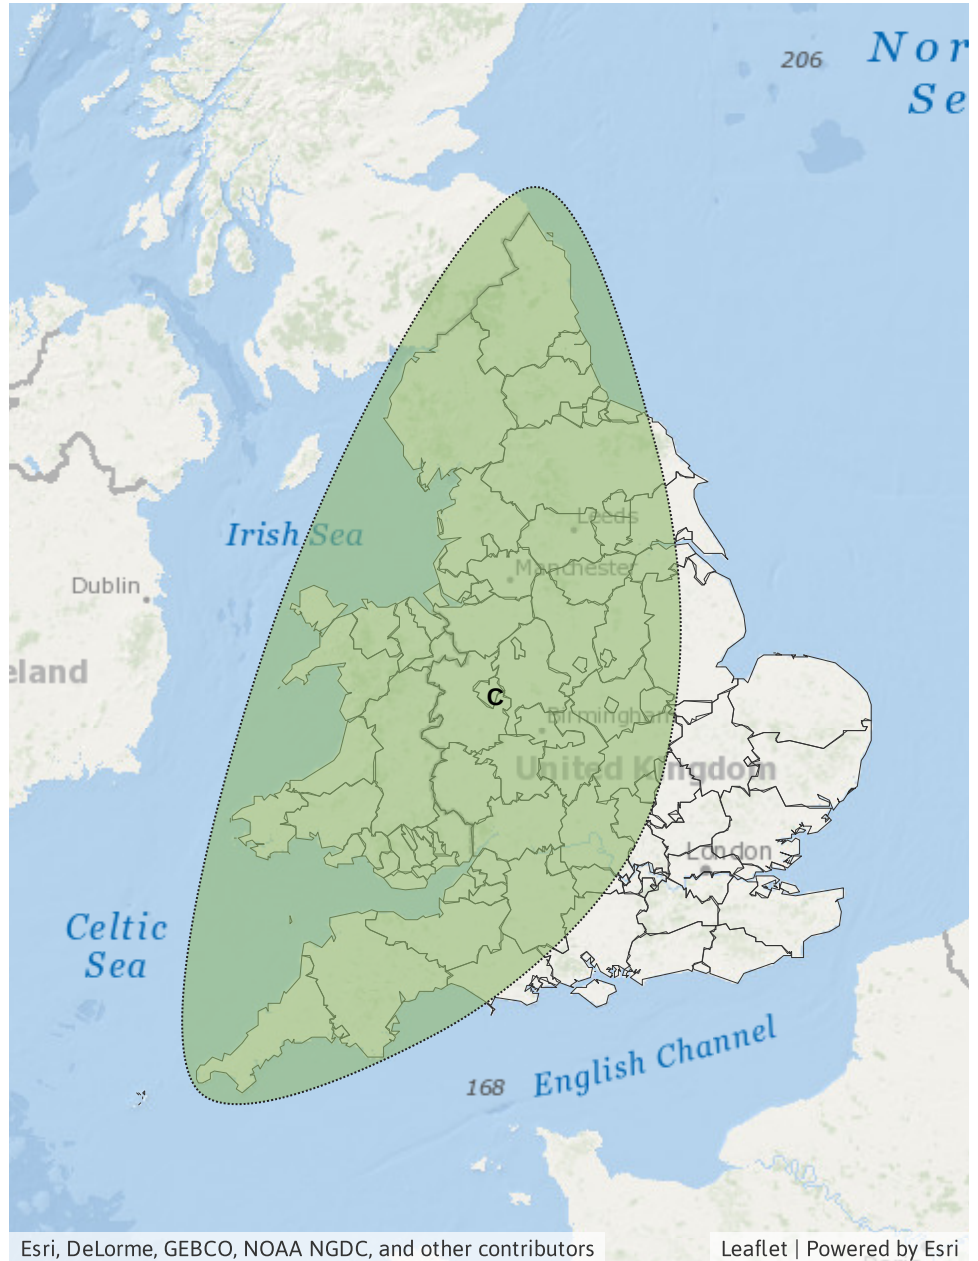 206
Nor
Se
Leeds
Irish Sea
Manchester
Dublin
eland
C
Birmingham
United Kingdom
London
Celtic
Sea
English Channel
168
Esri, DeLorme, GEBCO, NOAA NGDC, and other contributors
Leaflet | Powered by Esri